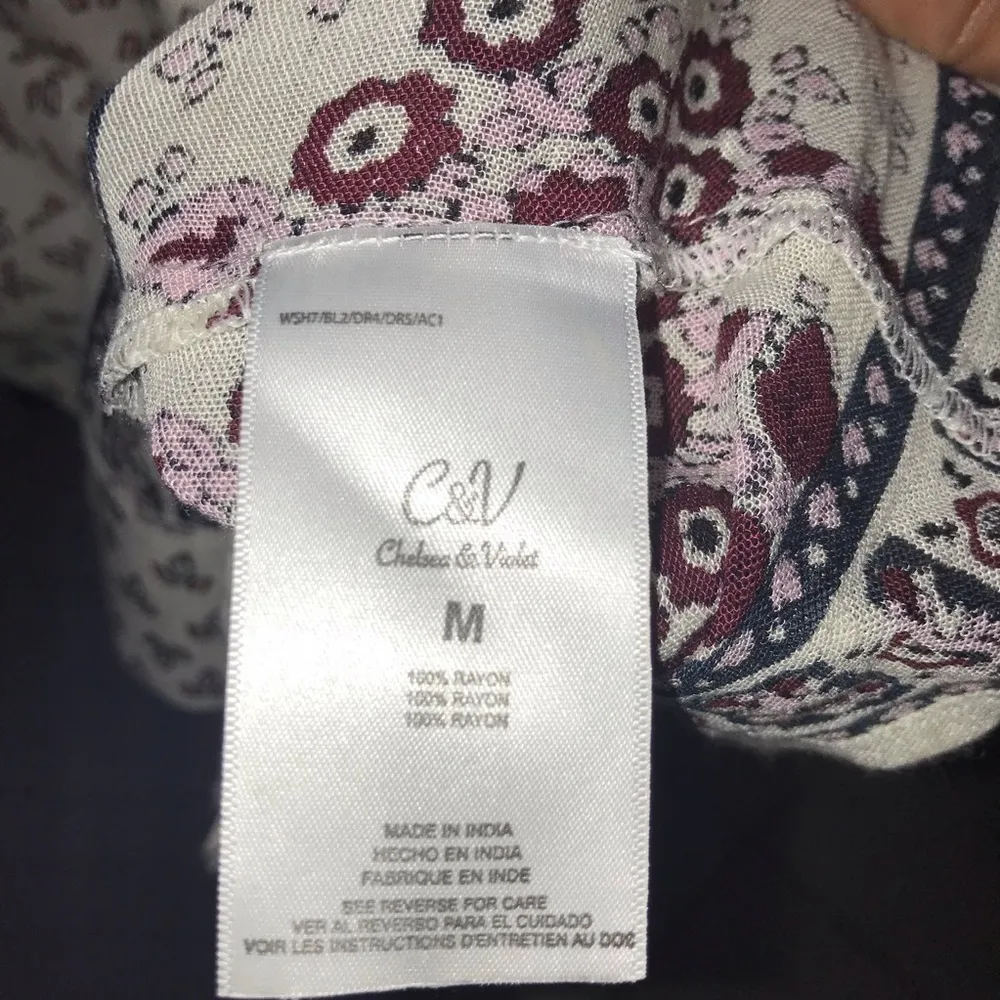 WSH7/BL2/DR4/DR5/AC1
C&V
Chelsea & Violet
M
100% RAYON
100% RAYON
100% RAYON
MADE IN INDIA
HECHO EN INDIA
FABRIQUE EN INDE
SEE REVERSE FOR CARE
VER AL REVERSO PARA EL CUIDADO
VOIR LES INSTRUCTIONS D'ENTRETIEN AU DOS